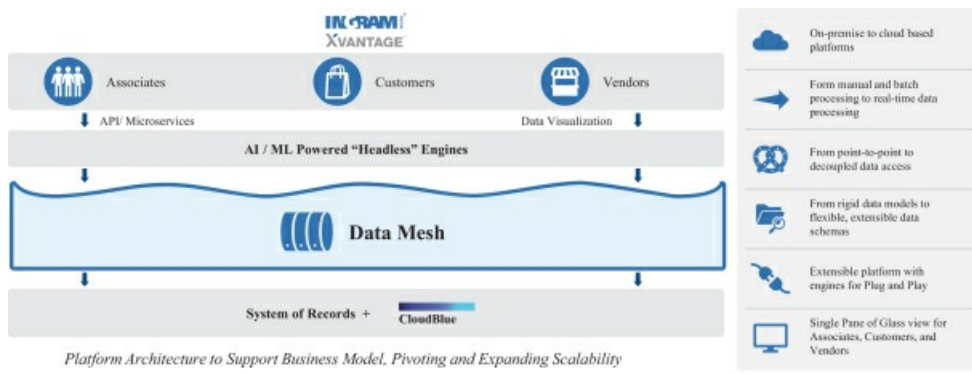 INGRAM
XVANTAGE
Associates
Customers
Vendors
API/ Microservices
Data Visualization
AI / ML Powered “Headless” Engines
Data Mesh
System of Records +
CloudBlue
Platform Architecture to Support Business Model, Pivoting and Expanding Scalability
On-premise to cloud based
platforms
Form manual and batch
processing to real-time data
processing
From point-to-point to
decoupled data access
From rigid data models to
flexible, extensible data
schemas
Extensible platform with
engines for Plug and Play
Single Pane of Glass view for
Associates, Customers, and
Vendors